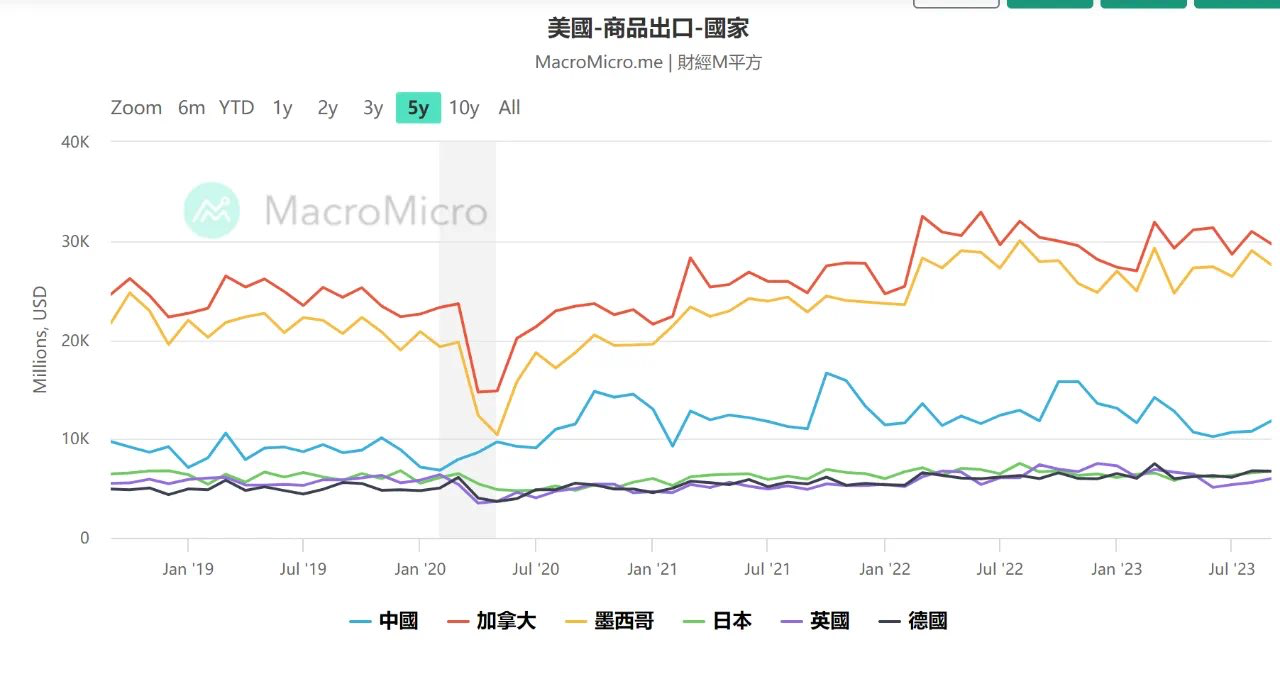 美國-商品出口-國家
MacroMicro.me | 財經M平方
Zoom 6m YTD 1y 2y 3y 5y 10y All
40K
MacroMicro
30K
Millions, USD
20K
10K
0
Jan '19 Jul '19 Jan '20 Jul '20 Jan '21 Jul '21 Jan '22 Jul '22 Jan '23 Jul '23
中國 加拿大 墨西哥 日本 英國 德國